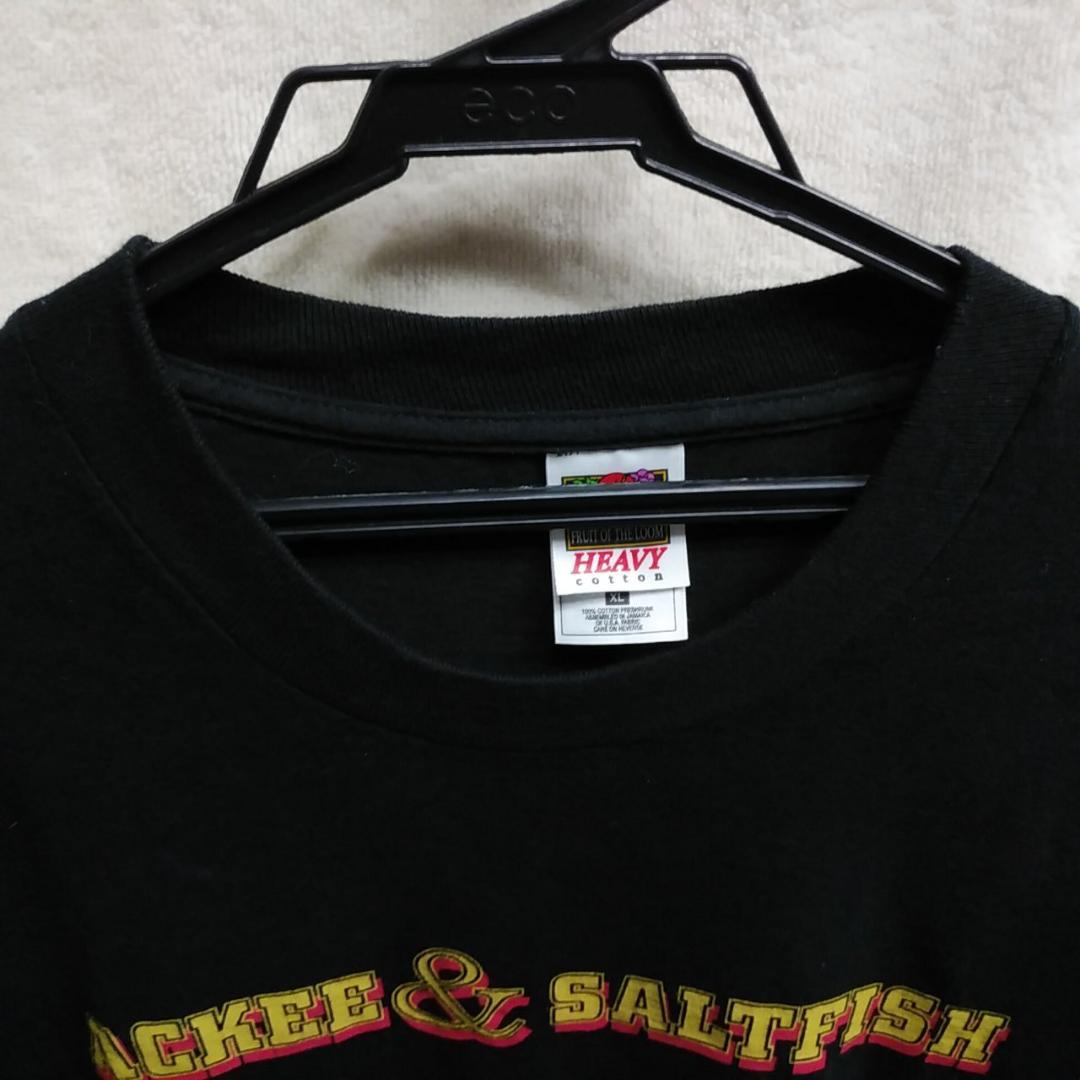 eco
FRUIT OF THE LOOM
HEAVY
cotton
XL
100% COTTON PRESHRUNK
ASSEMBLED IN JAMAICA
OF U.S.A. FABRIC
CARE ON REVERSE
ACKEE & SALTFISH